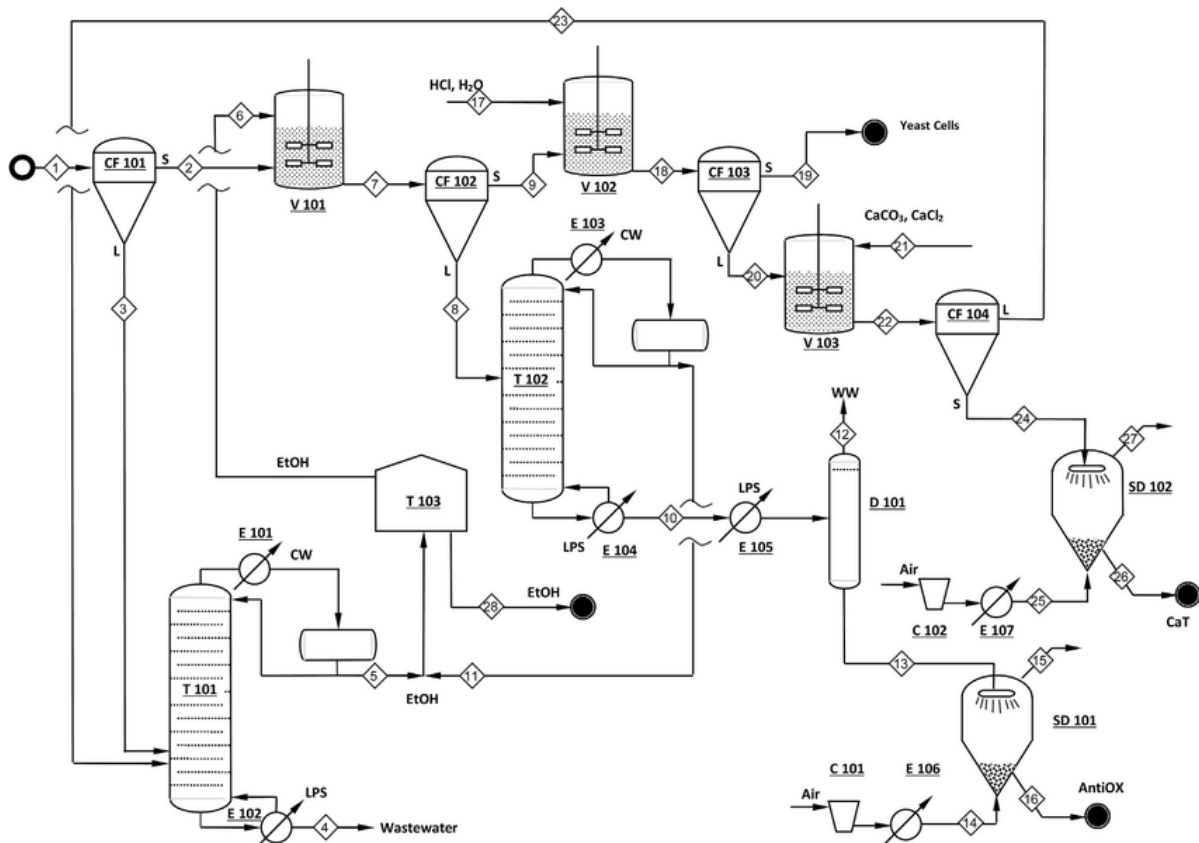 23
HCl, H₂O
17
6
Yeast Cells
1
CF 101
S
2
7
CF 102
S
9
18
CF 103
S
19
V 101
V 102
E 103
CW
CaCO₃, CaCl₂
21
L
L
L
20
3
8
22
CF 104
L
V 103
T 102
S
WW
12
24
27
EtOH
SD 102
T 103
LPS
D 101
10
LPS
E 104
E 105
E 101
CW
EtOH
28
Air
25
26
C 102
E 107
CaT
13
15
5
11
T 101
EtOH
SD 101
C 101
E 106
AntiOX
LPS
Air
16
E 102
4
Wastewater
14